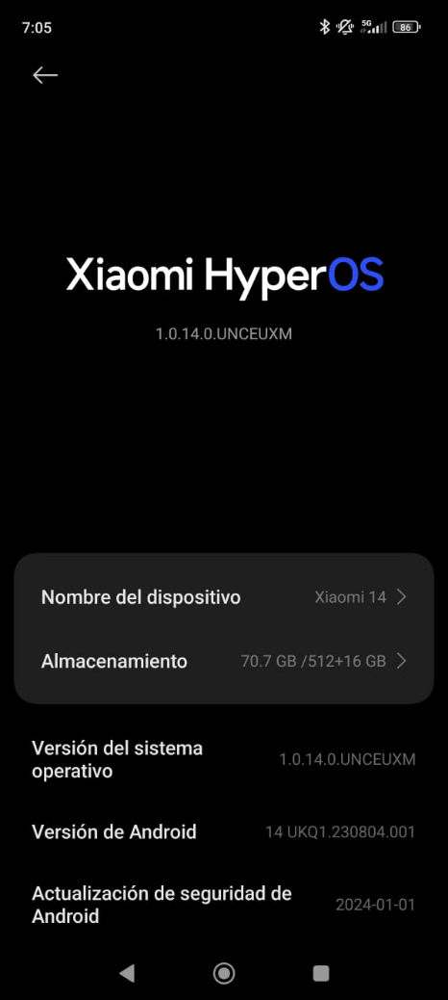 7:05
5G
86
Xiaomi HyperOS
1.0.14.0.UNCEUXM
Nombre del dispositivo
Xiaomi 14
Almacenamiento
70.7 GB /512+16 GB
Versión del sistema
operativo
1.0.14.0.UNCEUXM
Versión de Android
14 UKQ1.230804.001
Actualización de seguridad de
Android
2024-01-01